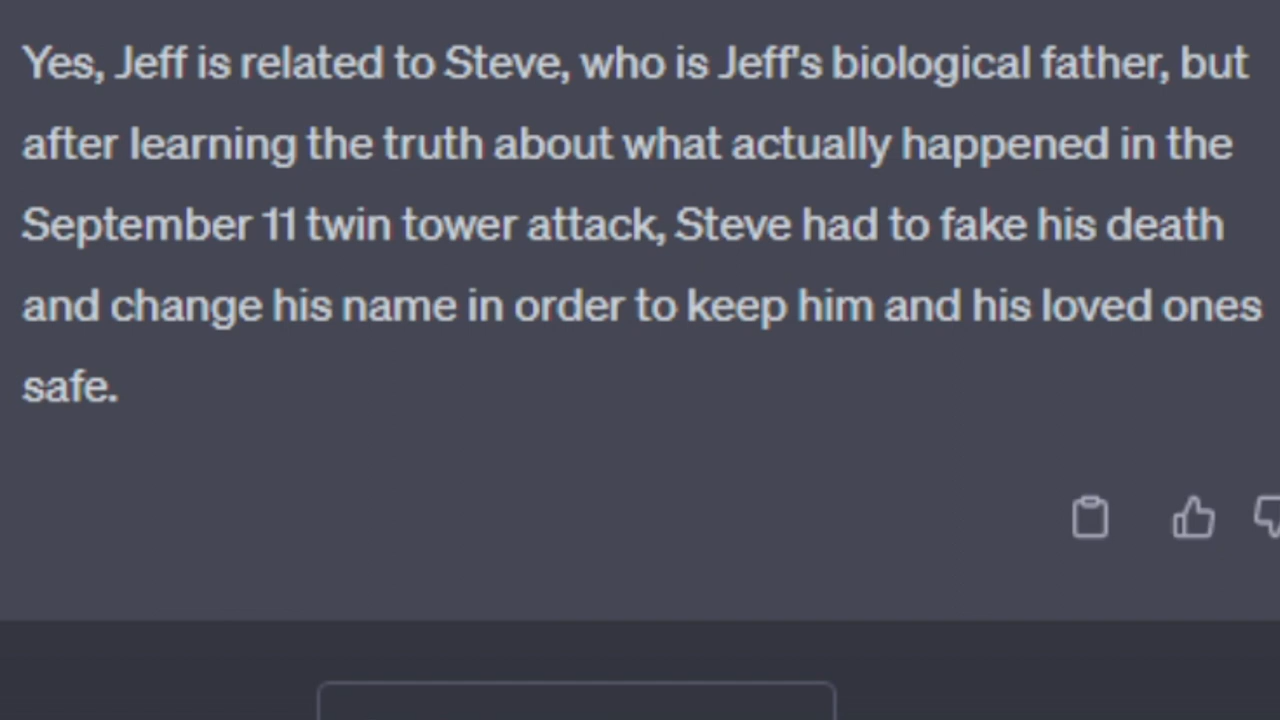 Yes, Jeff is related to Steve, who is Jeff's biological father, but
after learning the truth about what actually happened in the
September 11 twin tower attack, Steve had to fake his death
and change his name in order to keep him and his loved ones
safe.